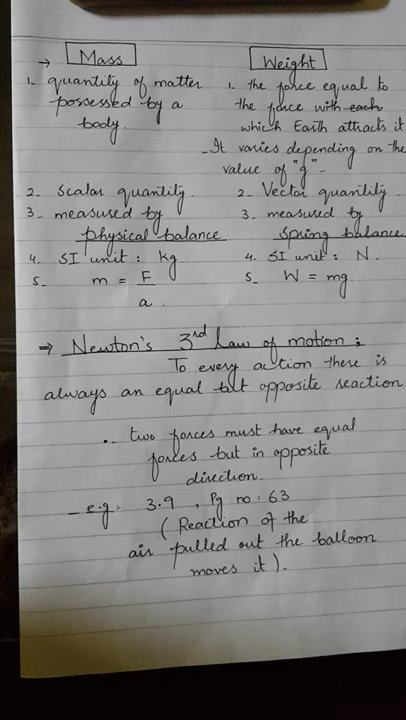 → Mass
1. quantity of matter
possessed by a
body.
2. Scalar quantity.
3. measured by
physical balance
4. SI unit : Kg
5. m = F
a.
Weight
1. the force equal to
the force with each
which Earth attracts it
- It varies depending on the
value of "g" -
2. Vector quantity.
3. measured by
spring balance
4. SI unit : N.
5. W = mg
→ Newton's 3rd Law of motion :
To every action there is
always an equal but opposite reaction
∴ two forces must have equal
forces but in opposite
direction.
- e.g. 3.9 , Pg no. 63
( Reaction of the
air pulled out the balloon
moves it ).